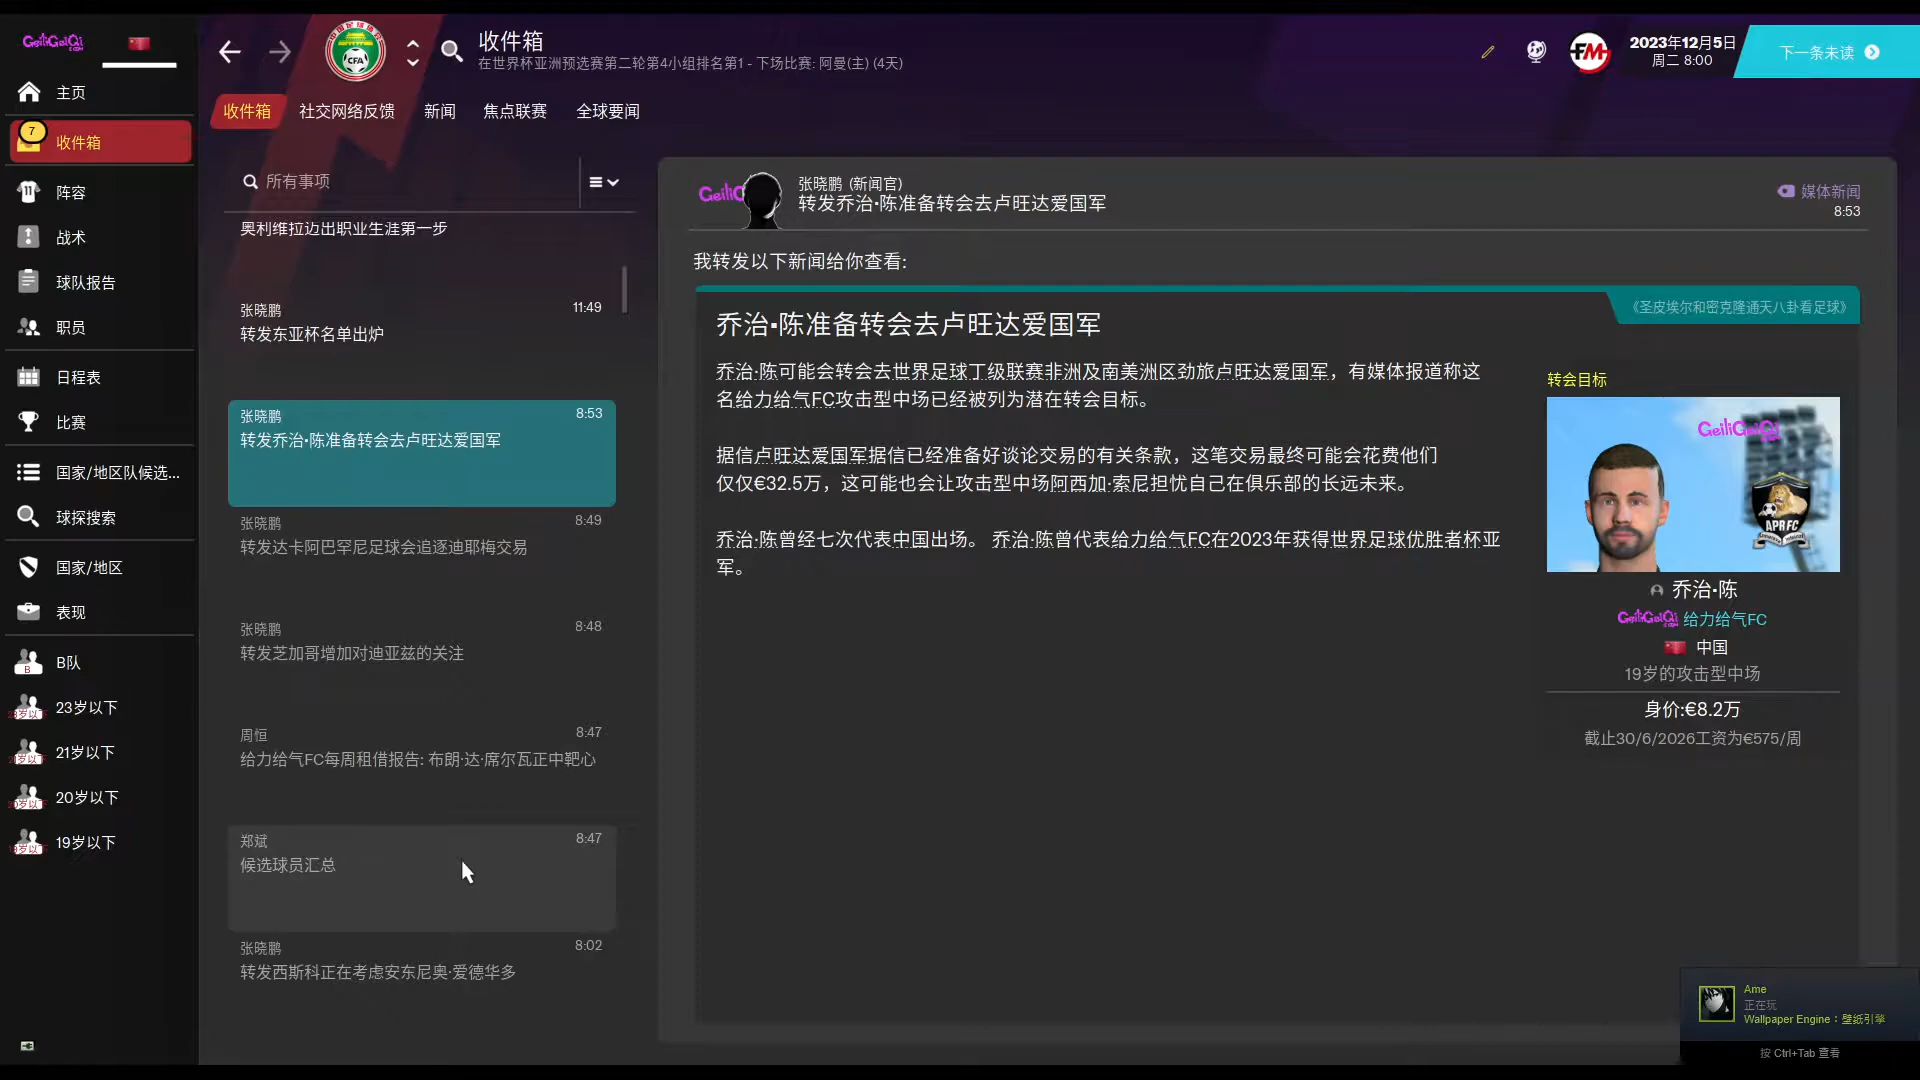 GeiliGeiQi
.COM
主页
7
收件箱
阵容
战术
球队报告
职员
日程表
比赛
国家/地区队候选...
球探搜索
国家/地区
表现
B
B队
23岁以下
21岁以下
20岁以下
19岁以下
CFA
收件箱
在世界杯亚洲预选赛第二轮第4小组排名第1 - 下场比赛: 阿曼(主) (4天)
FM
2023年12月5日
周二 8:00
下一条未读
收件箱
社交网络反馈
新闻
焦点联赛
全球要闻
所有事项
奥利维拉迈出职业生涯第一步
张晓鹏
11:49
转发东亚杯名单出炉
张晓鹏
8:53
转发乔治·陈准备转会去卢旺达爱国军
张晓鹏
8:49
转发达卡阿巴罕尼足球会追逐迪耶梅交易
张晓鹏
8:48
转发芝加哥增加对迪亚兹的关注
周恒
8:47
给力给气FC每周租借报告: 布朗·达·席尔瓦正中靶心
郑斌
8:47
候选球员汇总
张晓鹏
8:02
转发西斯科正在考虑安东尼奥·爱德华多
张晓鹏 (新闻官)
转发乔治·陈准备转会去卢旺达爱国军
媒体新闻
8:53
我转发以下新闻给你查看:
《圣皮埃尔和密克隆通天八卦看足球》
乔治·陈准备转会去卢旺达爱国军
乔治·陈可能会转会去世界足球丁级联赛非洲及南美洲区劲旅卢旺达爱国军，有媒体报道称这
名给力给气FC攻击型中场已经被列为潜在转会目标。
据信卢旺达爱国军据信已经准备好谈论交易的有关条款，这笔交易最终可能会花费他们
仅仅€32.5万，这可能也会让攻击型中场阿西加·索尼担忧自己在俱乐部的长远未来。
乔治·陈曾经七次代表中国出场。 乔治·陈曾代表给力给气FC在2023年获得世界足球优胜者杯亚
军。
转会目标
GeiliGeiQi
APR FC
乔治·陈
GeiliGeiQi 给力给气FC
中国
19岁的攻击型中场
身价:€8.2万
截止30/6/2026工资为€575/周
Ame
正在玩
Wallpaper Engine：壁纸引擎
按 Ctrl+Tab 查看